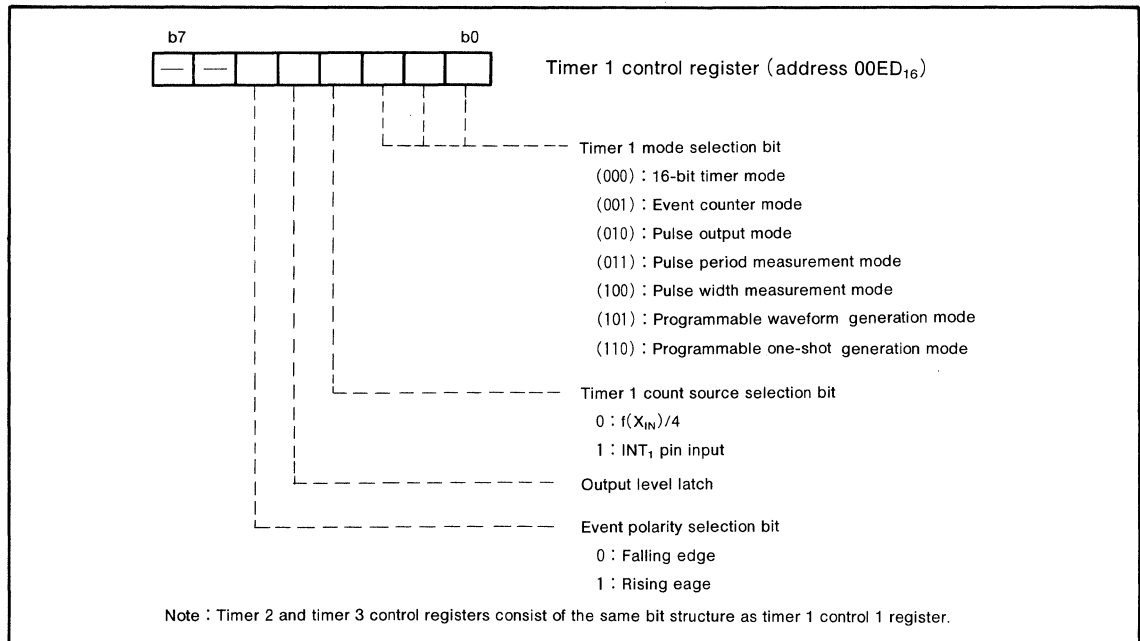 b7 b0
Timer 1 control register (address 00ED₁₆)
Timer 1 mode selection bit
(000) : 16-bit timer mode
(001) : Event counter mode
(010) : Pulse output mode
(011) : Pulse period measurement mode
(100) : Pulse width measurement mode
(101) : Programmable waveform generation mode
(110) : Programmable one-shot generation mode
Timer 1 count source selection bit
0 : f(X_IN)/4
1 : INT₁ pin input
Output level latch
Event polarity selection bit
0 : Falling edge
1 : Rising eage
Note : Timer 2 and timer 3 control registers consist of the same bit structure as timer 1 control 1 register.